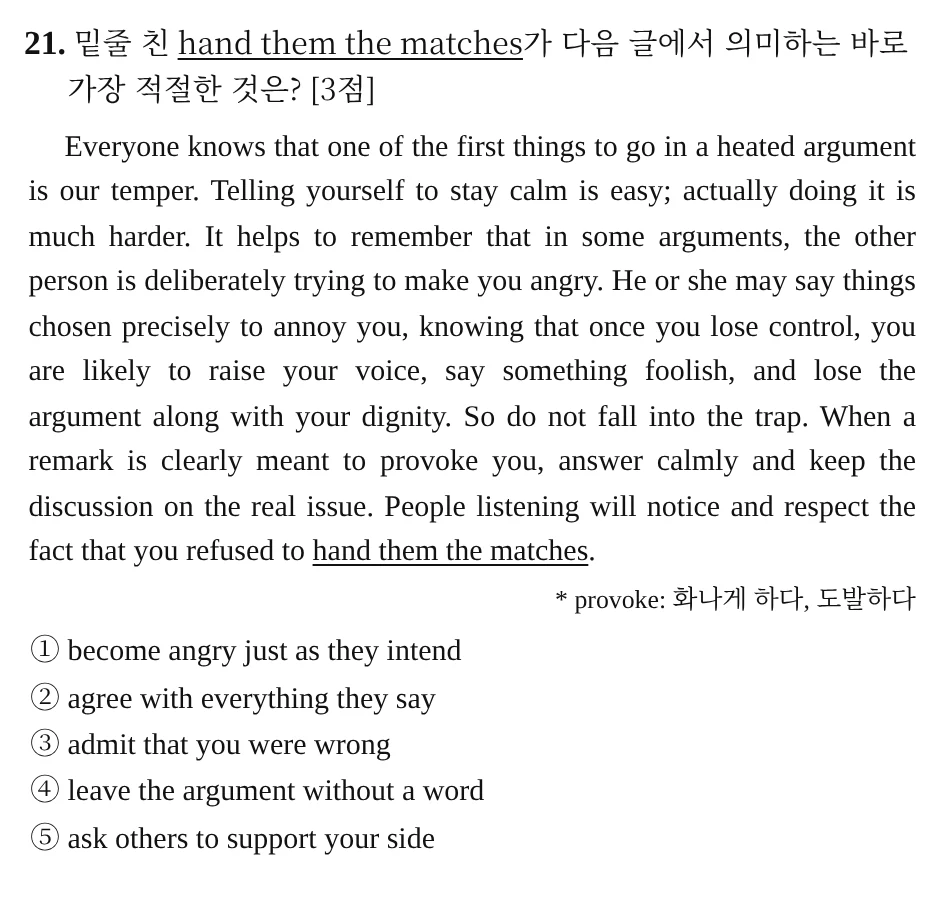 21. 밑줄 친 hand them the matches가 다음 글에서 의미하는 바로
가장 적절한 것은? [3점]
Everyone knows that one of the first things to go in a heated argument
is our temper. Telling yourself to stay calm is easy; actually doing it is
much harder. It helps to remember that in some arguments, the other
person is deliberately trying to make you angry. He or she may say things
chosen precisely to annoy you, knowing that once you lose control, you
are likely to raise your voice, say something foolish, and lose the
argument along with your dignity. So do not fall into the trap. When a
remark is clearly meant to provoke you, answer calmly and keep the
discussion on the real issue. People listening will notice and respect the
fact that you refused to hand them the matches.
* provoke: 화나게 하다, 도발하다
① become angry just as they intend
② agree with everything they say
③ admit that you were wrong
④ leave the argument without a word
⑤ ask others to support your side